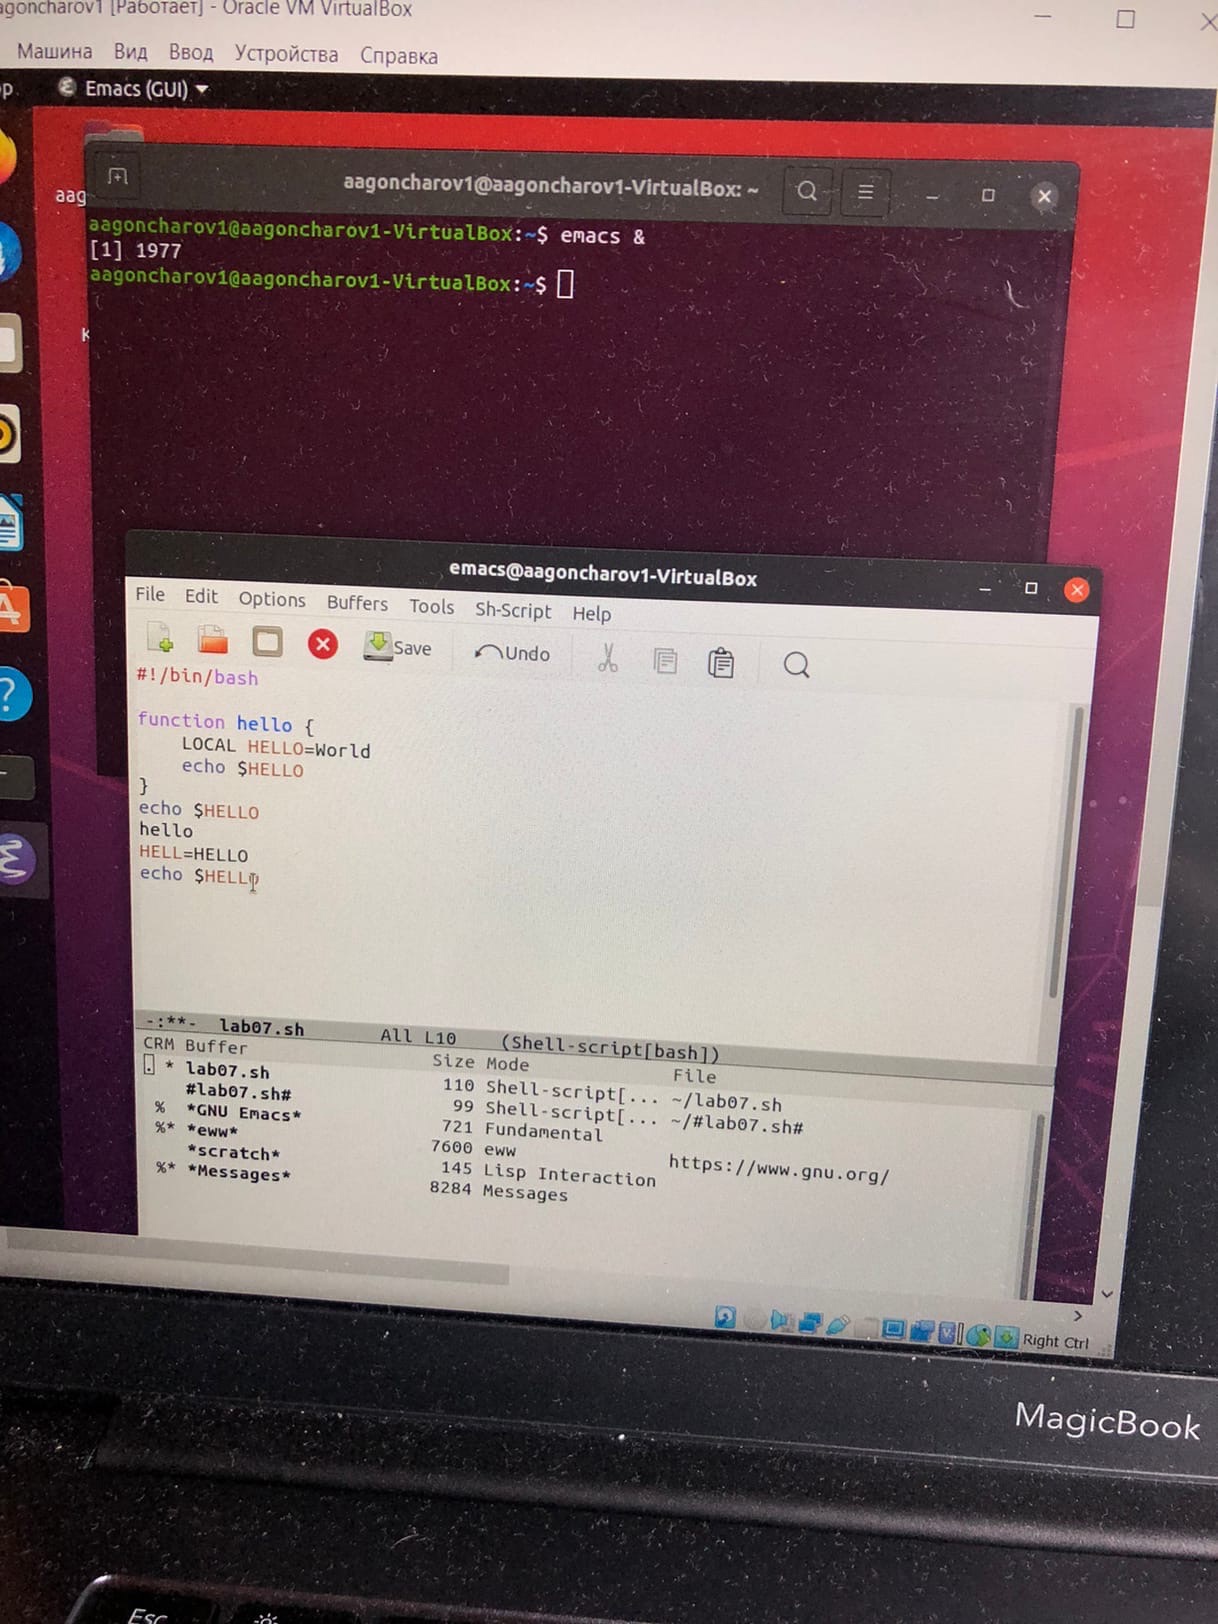 aagoncharov1 [Работает] - Oracle VM VirtualBox
Машина Вид Ввод Устройства Справка
Emacs (GUI)
aag
aagoncharov1@aagoncharov1-VirtualBox: ~
aagoncharov1@aagoncharov1-VirtualBox:~$ emacs &
[1] 1977
aagoncharov1@aagoncharov1-VirtualBox:~$
emacs@aagoncharov1-VirtualBox
File Edit Options Buffers Tools Sh-Script Help
Save Undo
#!/bin/bash
function hello {
LOCAL HELLO=World
echo $HELLO
}
echo $HELLO
hello
HELL=HELLO
echo $HELLO
-:**- lab07.sh All L10 (Shell-script[bash])
CRM Buffer Size Mode File
. * lab07.sh 110 Shell-script[... ~/lab07.sh
#lab07.sh# 99 Shell-script[... ~/#lab07.sh#
% *GNU Emacs* 721 Fundamental
%* *eww* 7600 eww https://www.gnu.org/
*scratch* 145 Lisp Interaction
%* *Messages* 8284 Messages
Right Ctrl
MagicBook
Esc